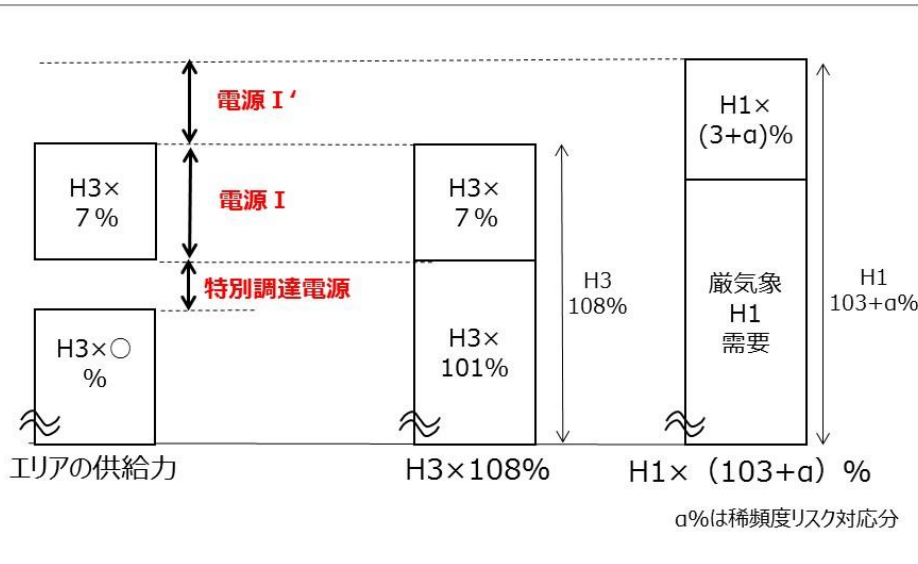 電源Ⅰ‘
H1×
(3+α)%
H3×
7%
電源Ⅰ
H3×
7%
特別調達電源
H3
108%
厳気象
H1
需要
H1
103+α%
H3×〇
%
H3×
101%
エリアの供給力
H3×108%
H1×（103+α）%
α%は稀頻度リスク対応分